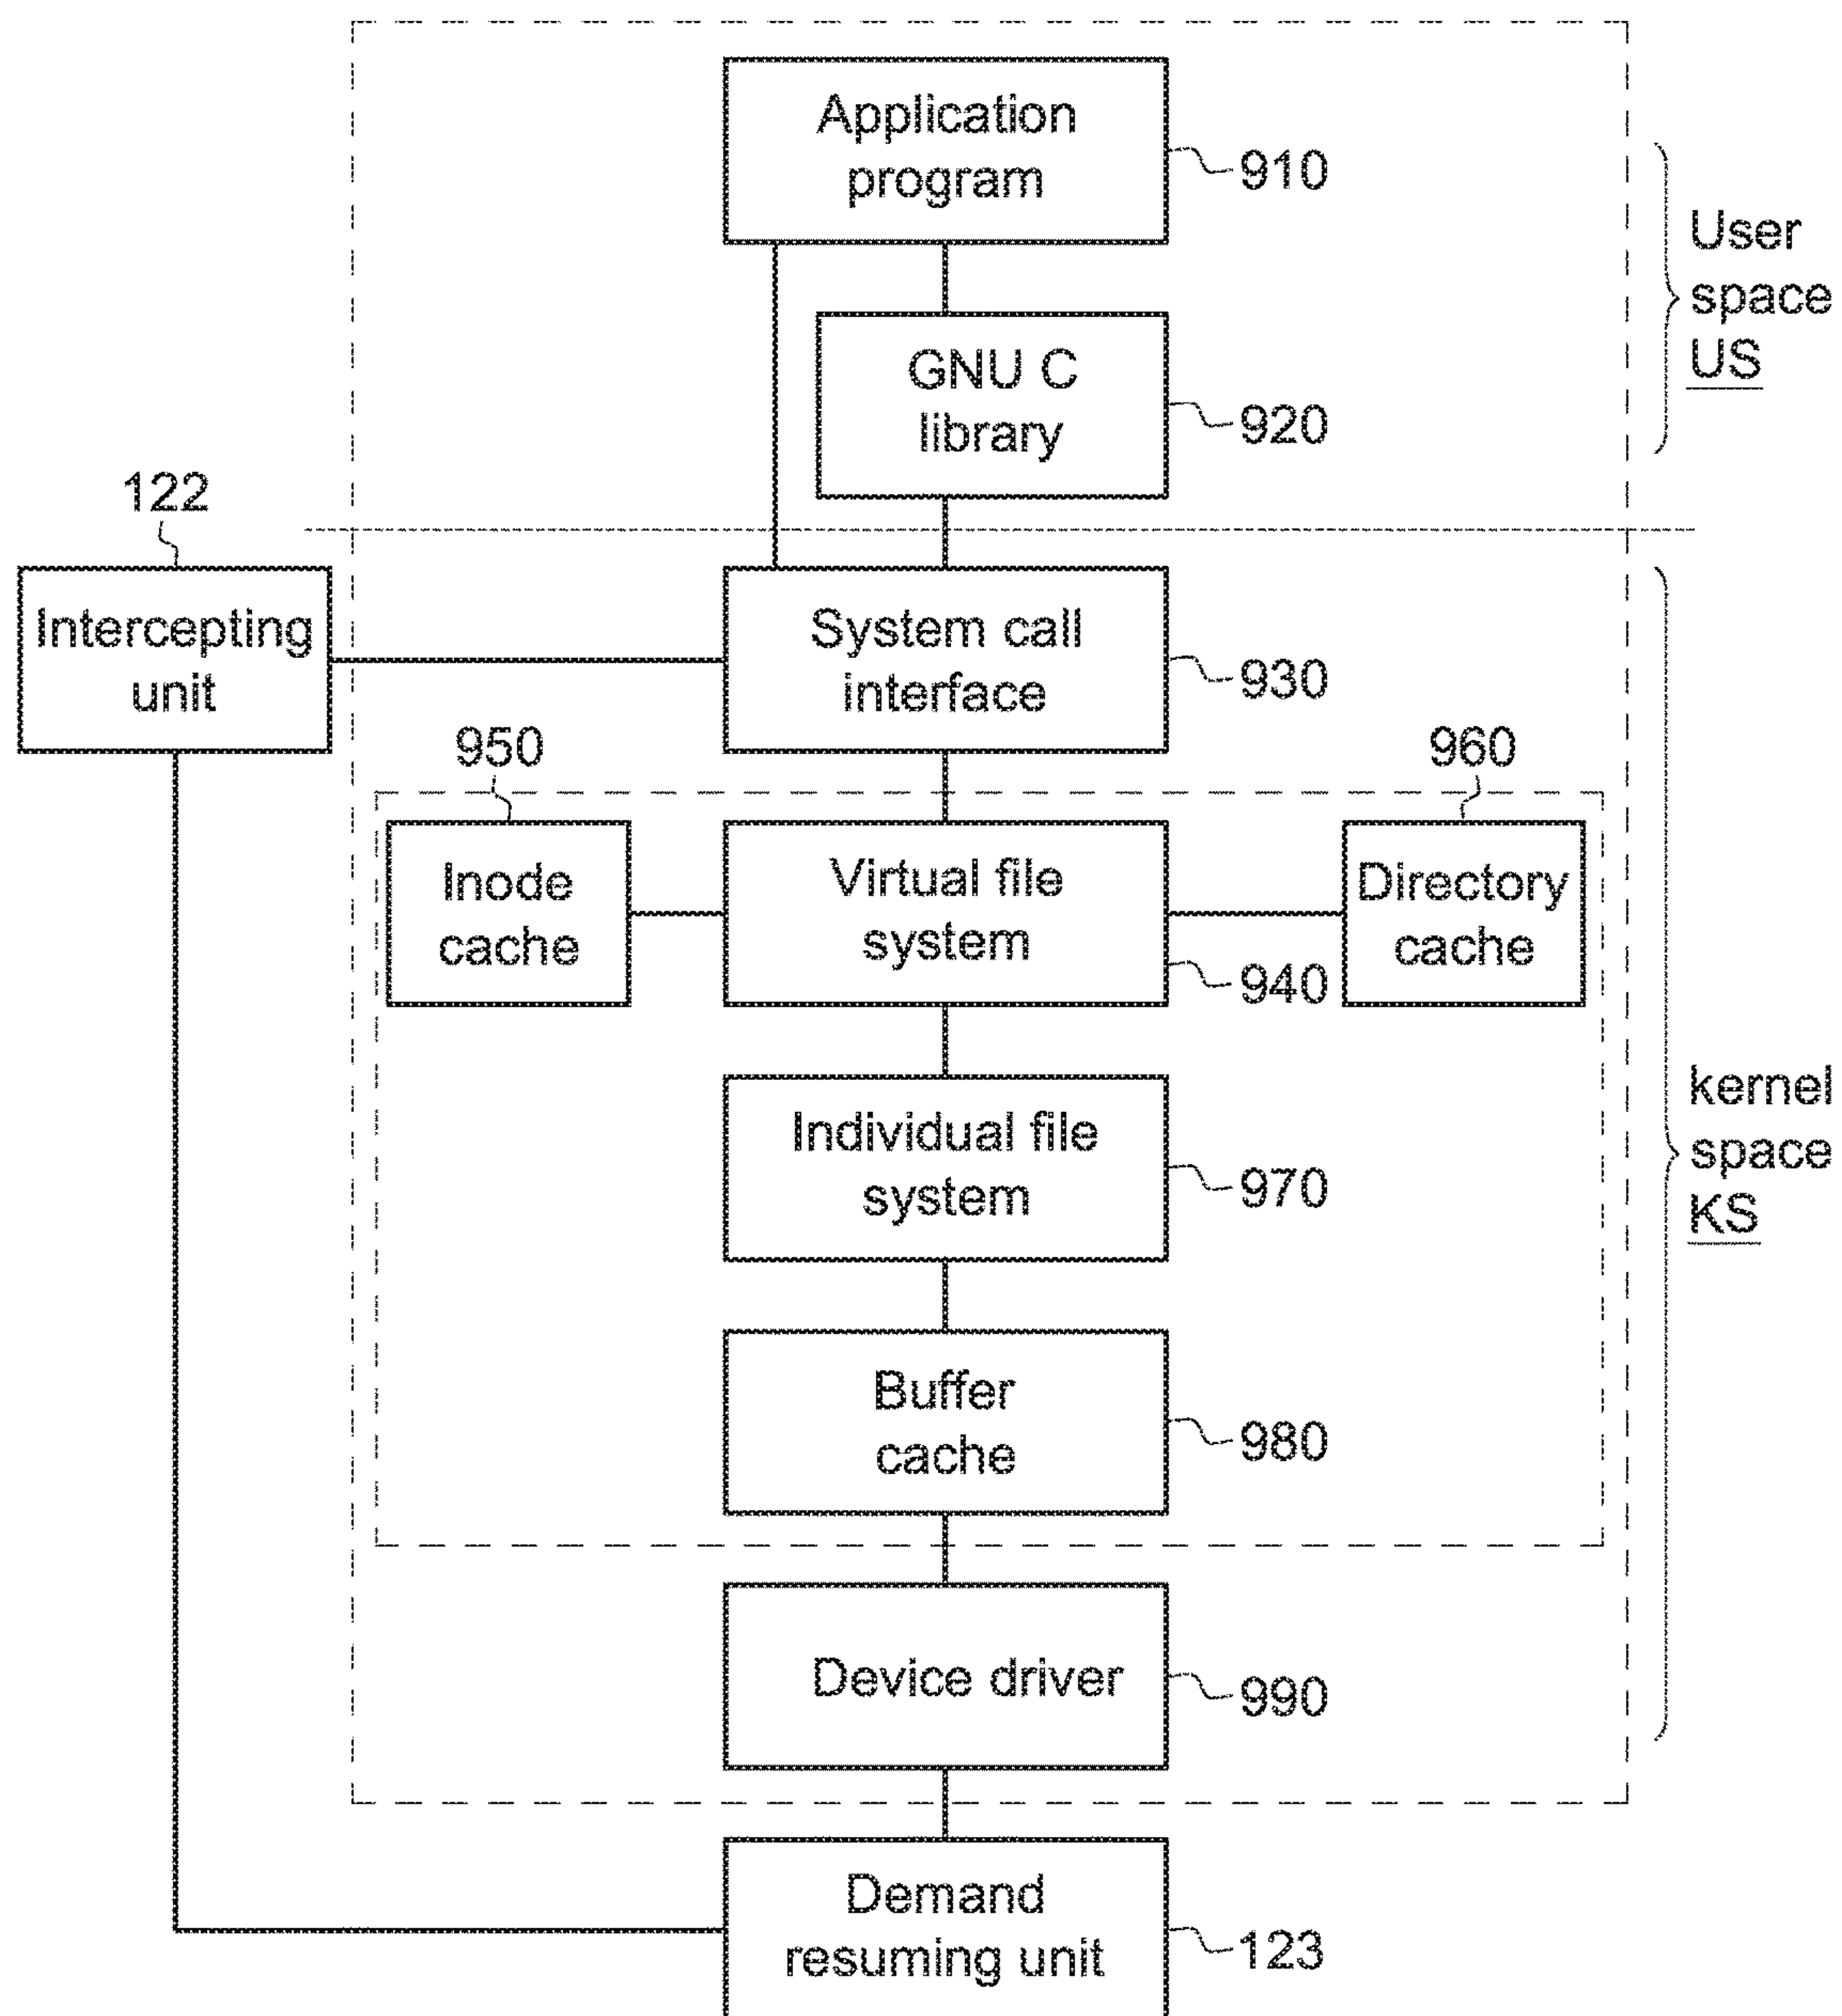 Application
program
910
User
space
US
GNU C
library
920
122
Intercepting
unit
System call
interface
930
950
960
Inode
cache
Virtual file
system
940
Directory
cache
kernel
space
KS
Individual file
system
970
Buffer
cache
980
Device driver
990
Demand
resuming unit
123